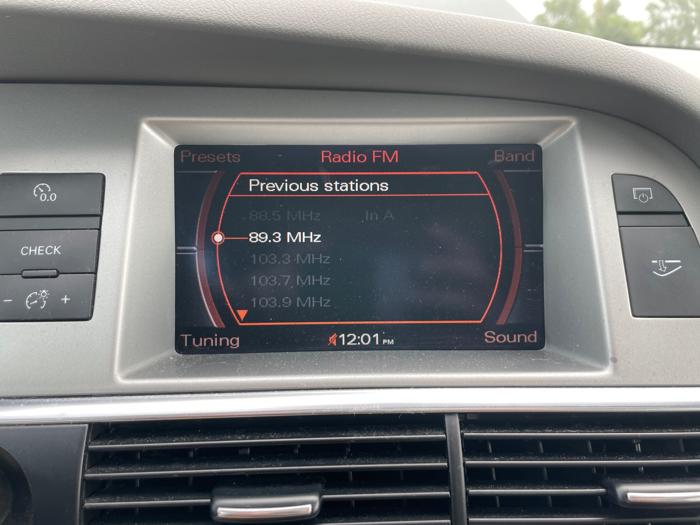 Presets Radio FM Band
Previous stations
88.5 MHz In A
0.0 89.3 MHz
CHECK 103.3 MHz
103.7 MHz
- + 103.9 MHz
Tuning 12:01 PM Sound